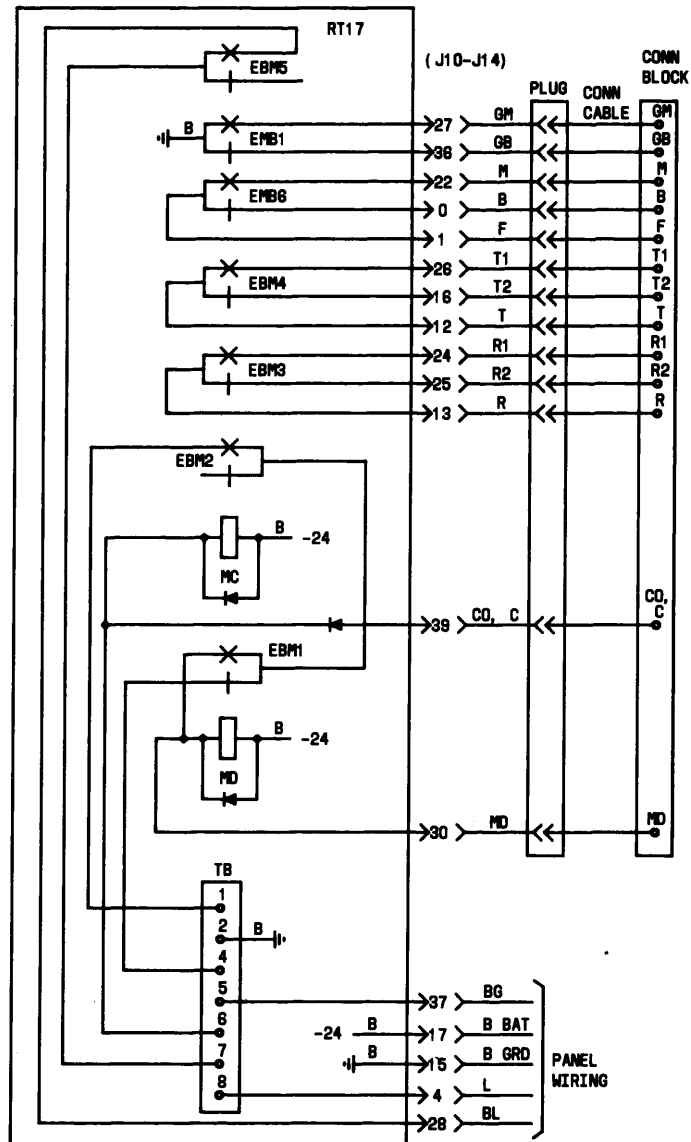 RT17
(J10-J14)
CONN
BLOCK
PLUG
CONN
CABLE
EBM5
B
EMB1
27
GM
GM
36
GB
GB
EMB6
22
M
M
0
B
B
1
F
F
EBM4
26
T1
T1
16
T2
T2
12
T
T
EBM3
24
R1
R1
25
R2
R2
13
R
R
EBM2
B
-24
MC
39
CO, C
CO,
C
EBM1
B
-24
MD
30
MD
MD
TB
1
2
B
4
5
37
BG
6
-24
B
17
B BAT
7
B
15
B GRD
8
4
L
28
BL
PANEL
WIRING